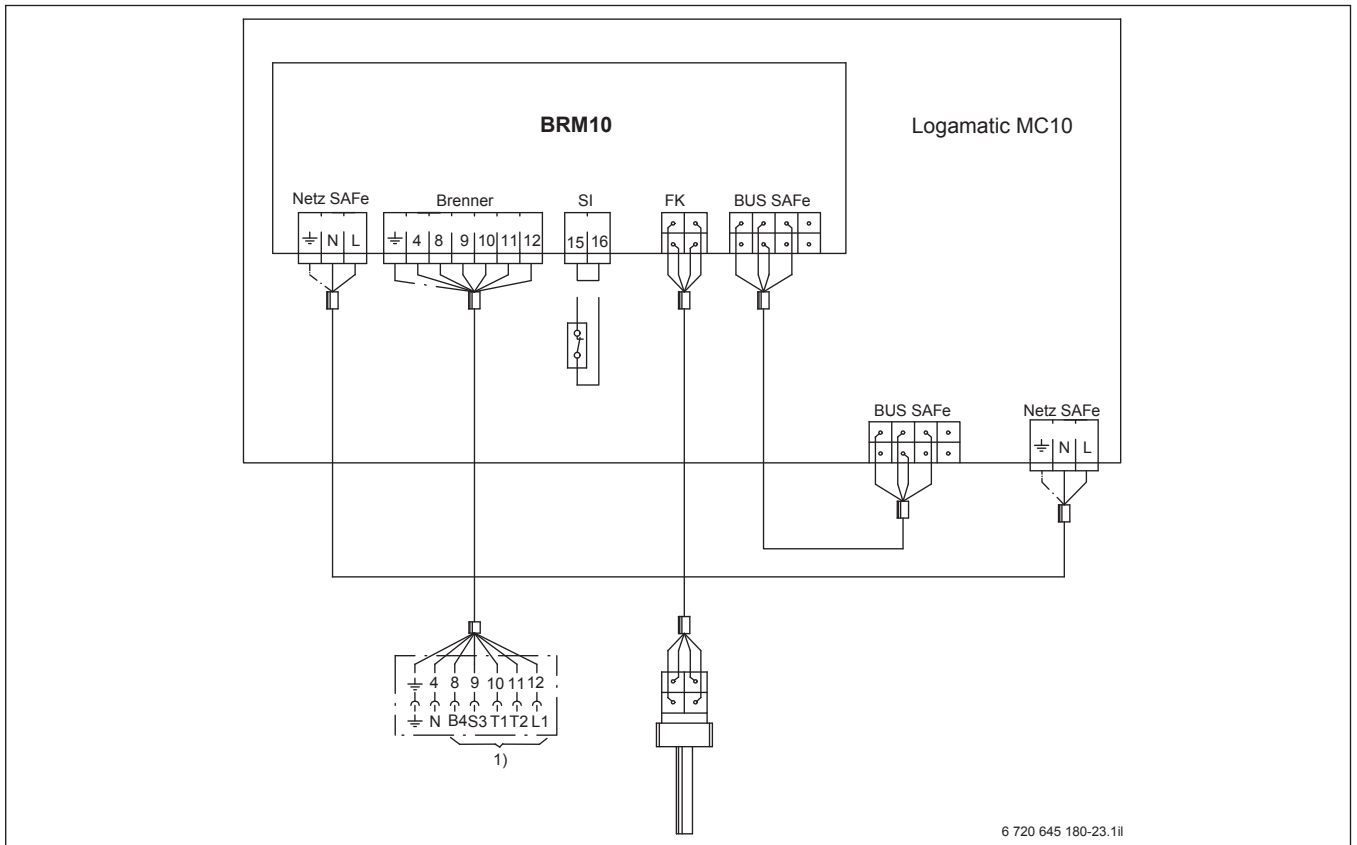 BRM10
Logamatic MC10
Netz SAFe
Brenner
SI
FK
BUS SAFe
N L
4 8 9 10 11 12
15 16
BUS SAFe
Netz SAFe
N L
4 8 9 10 11 12
N B4 S3 T1 T2 L1
1)
6 720 645 180-23.1il